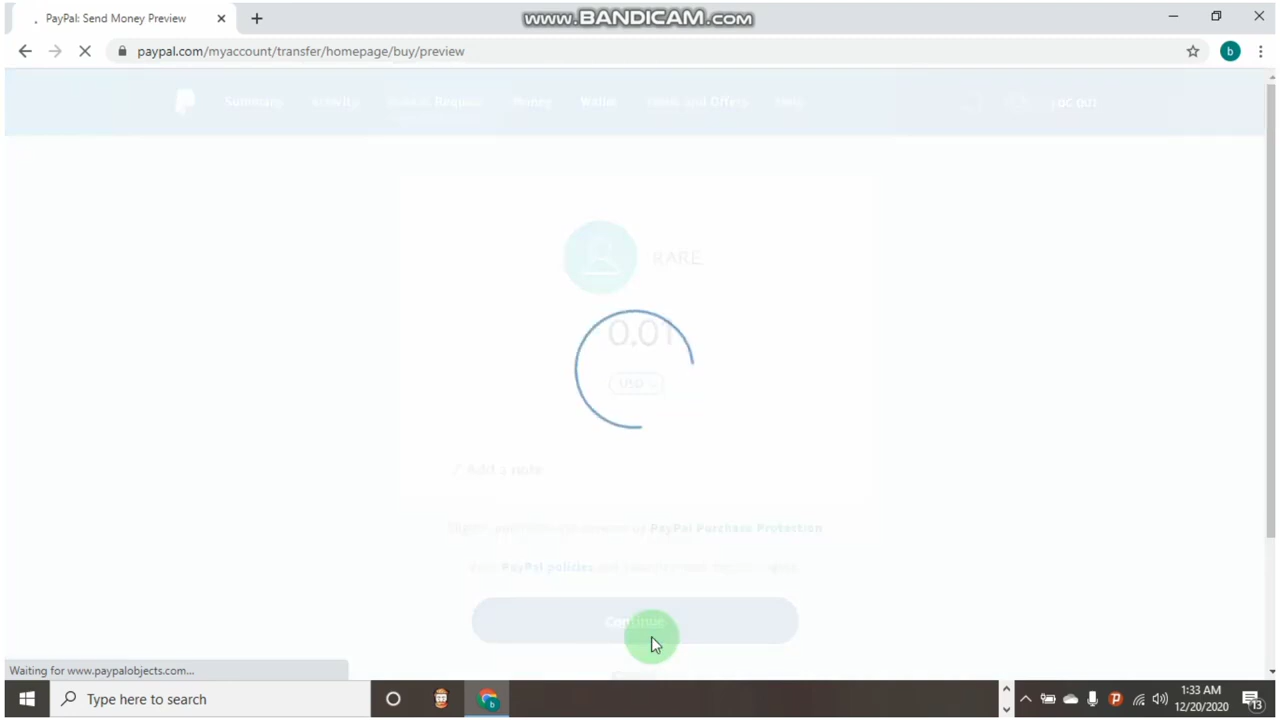 PayPal: Send Money Preview
www.BANDICAM.com
paypal.com/myaccount/transfer/homepage/buy/preview
b
Summary Activity Send & Request Money Wallet Deals and Offers Help LOG OUT
RARE
0.01
USD
Add a note
PayPal Purchase Protection
PayPal policies
Continue
Waiting for www.paypalobjects.com...
Type here to search
1:33 AM
12/20/2020
13